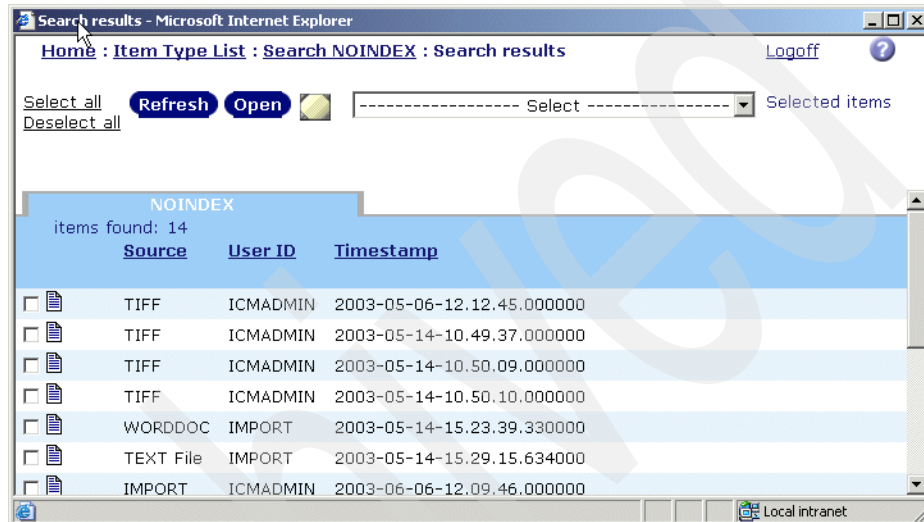 Search results - Microsoft Internet Explorer
Home : Item Type List : Search NOINDEX : Search results Logoff ?
Select all Refresh Open ------------------ Select ---------------- Selected items
Deselect all
NOINDEX
items found: 14
Source User ID Timestamp
TIFF ICMADMIN 2003-05-06-12.12.45.000000
TIFF ICMADMIN 2003-05-14-10.49.37.000000
TIFF ICMADMIN 2003-05-14-10.50.09.000000
TIFF ICMADMIN 2003-05-14-10.50.10.000000
WORDDOC IMPORT 2003-05-14-15.23.39.330000
TEXT File IMPORT 2003-05-14-15.29.15.634000
IMPORT ICMADMIN 2003-06-06-12.09.46.000000
Local intranet